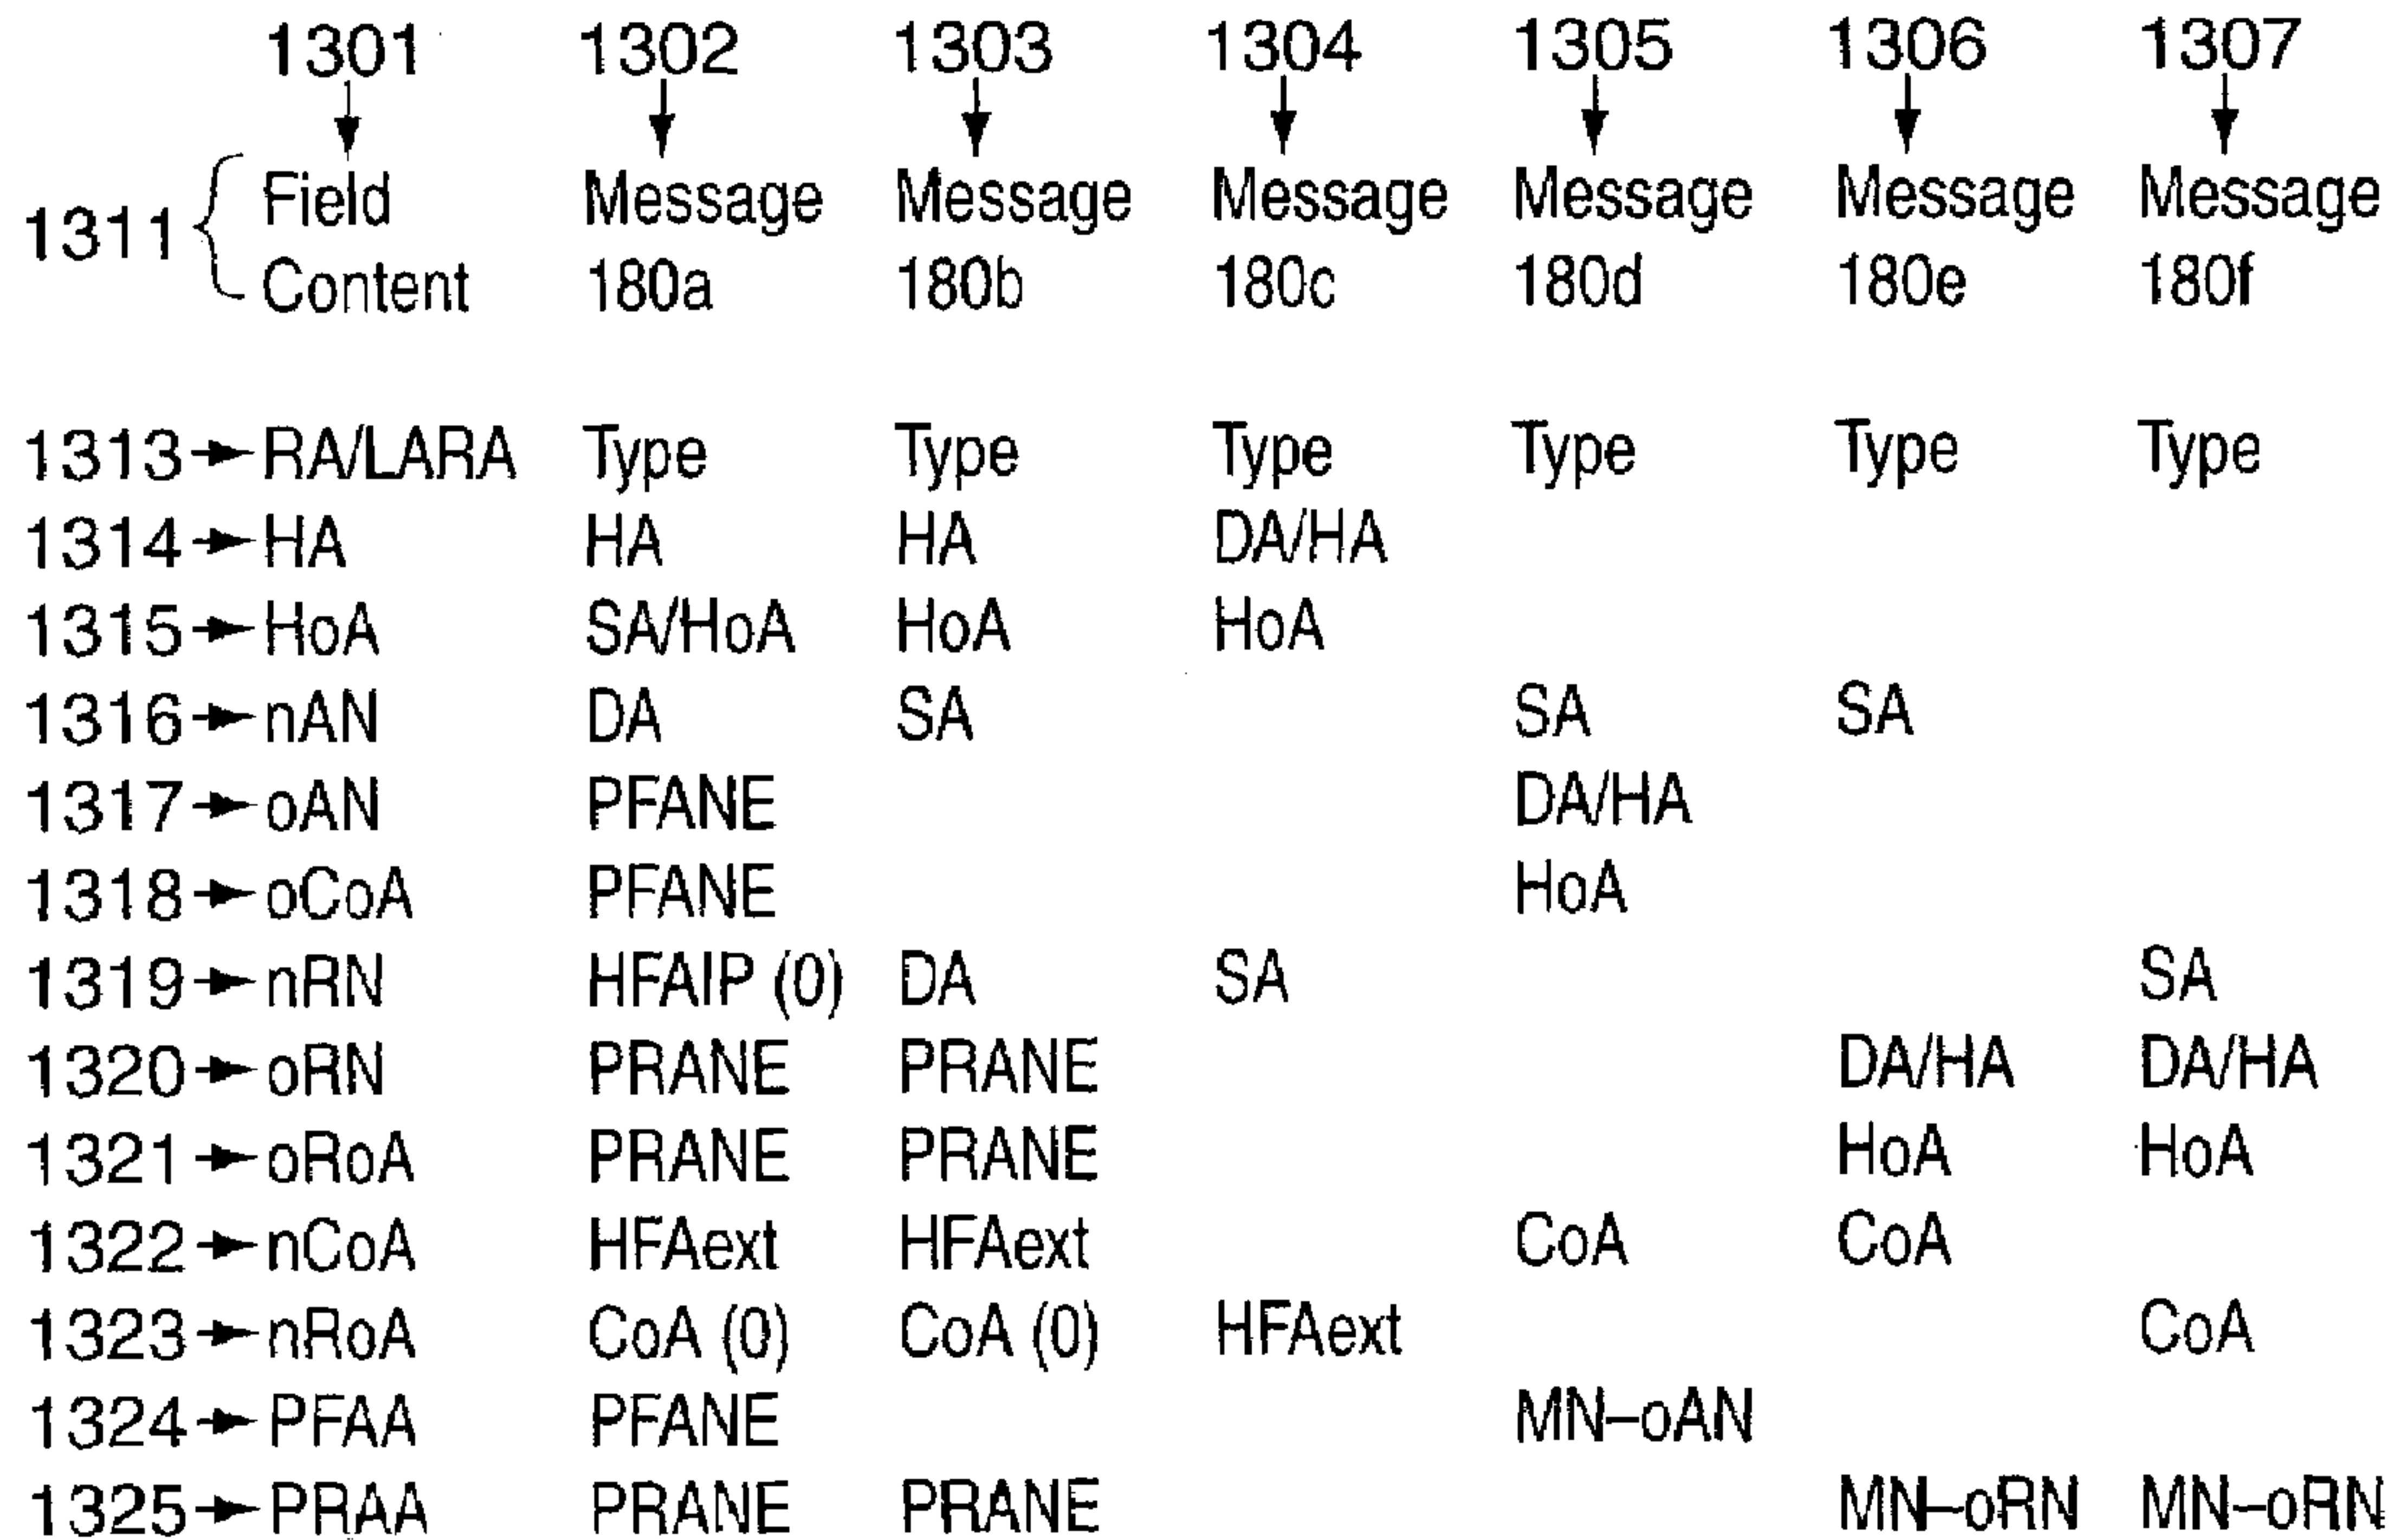 1301 1302 1303 1304 1305 1306 1307
Field Message Message Message Message Message Message
1311
Content 180a 180b 180c 180d 180e 180f
1313 RA/LARA Type Type Type Type Type Type
1314 HA HA HA DA/HA
1315 HoA SA/HoA HoA HoA
1316 nAN DA SA SA SA
1317 oAN PFANE DA/HA
1318 oCoA PFANE HoA
1319 nRN HFAIP (0) DA SA SA
1320 oRN PRANE PRANE DA/HA DA/HA
1321 oRoA PRANE PRANE HoA HoA
1322 nCoA HFAext HFAext CoA CoA
1323 nRoA CoA (0) CoA (0) HFAext CoA
1324 PFAA PFANE MN–oAN
1325 PRAA PRANE PRANE MN–oRN MN–oRN